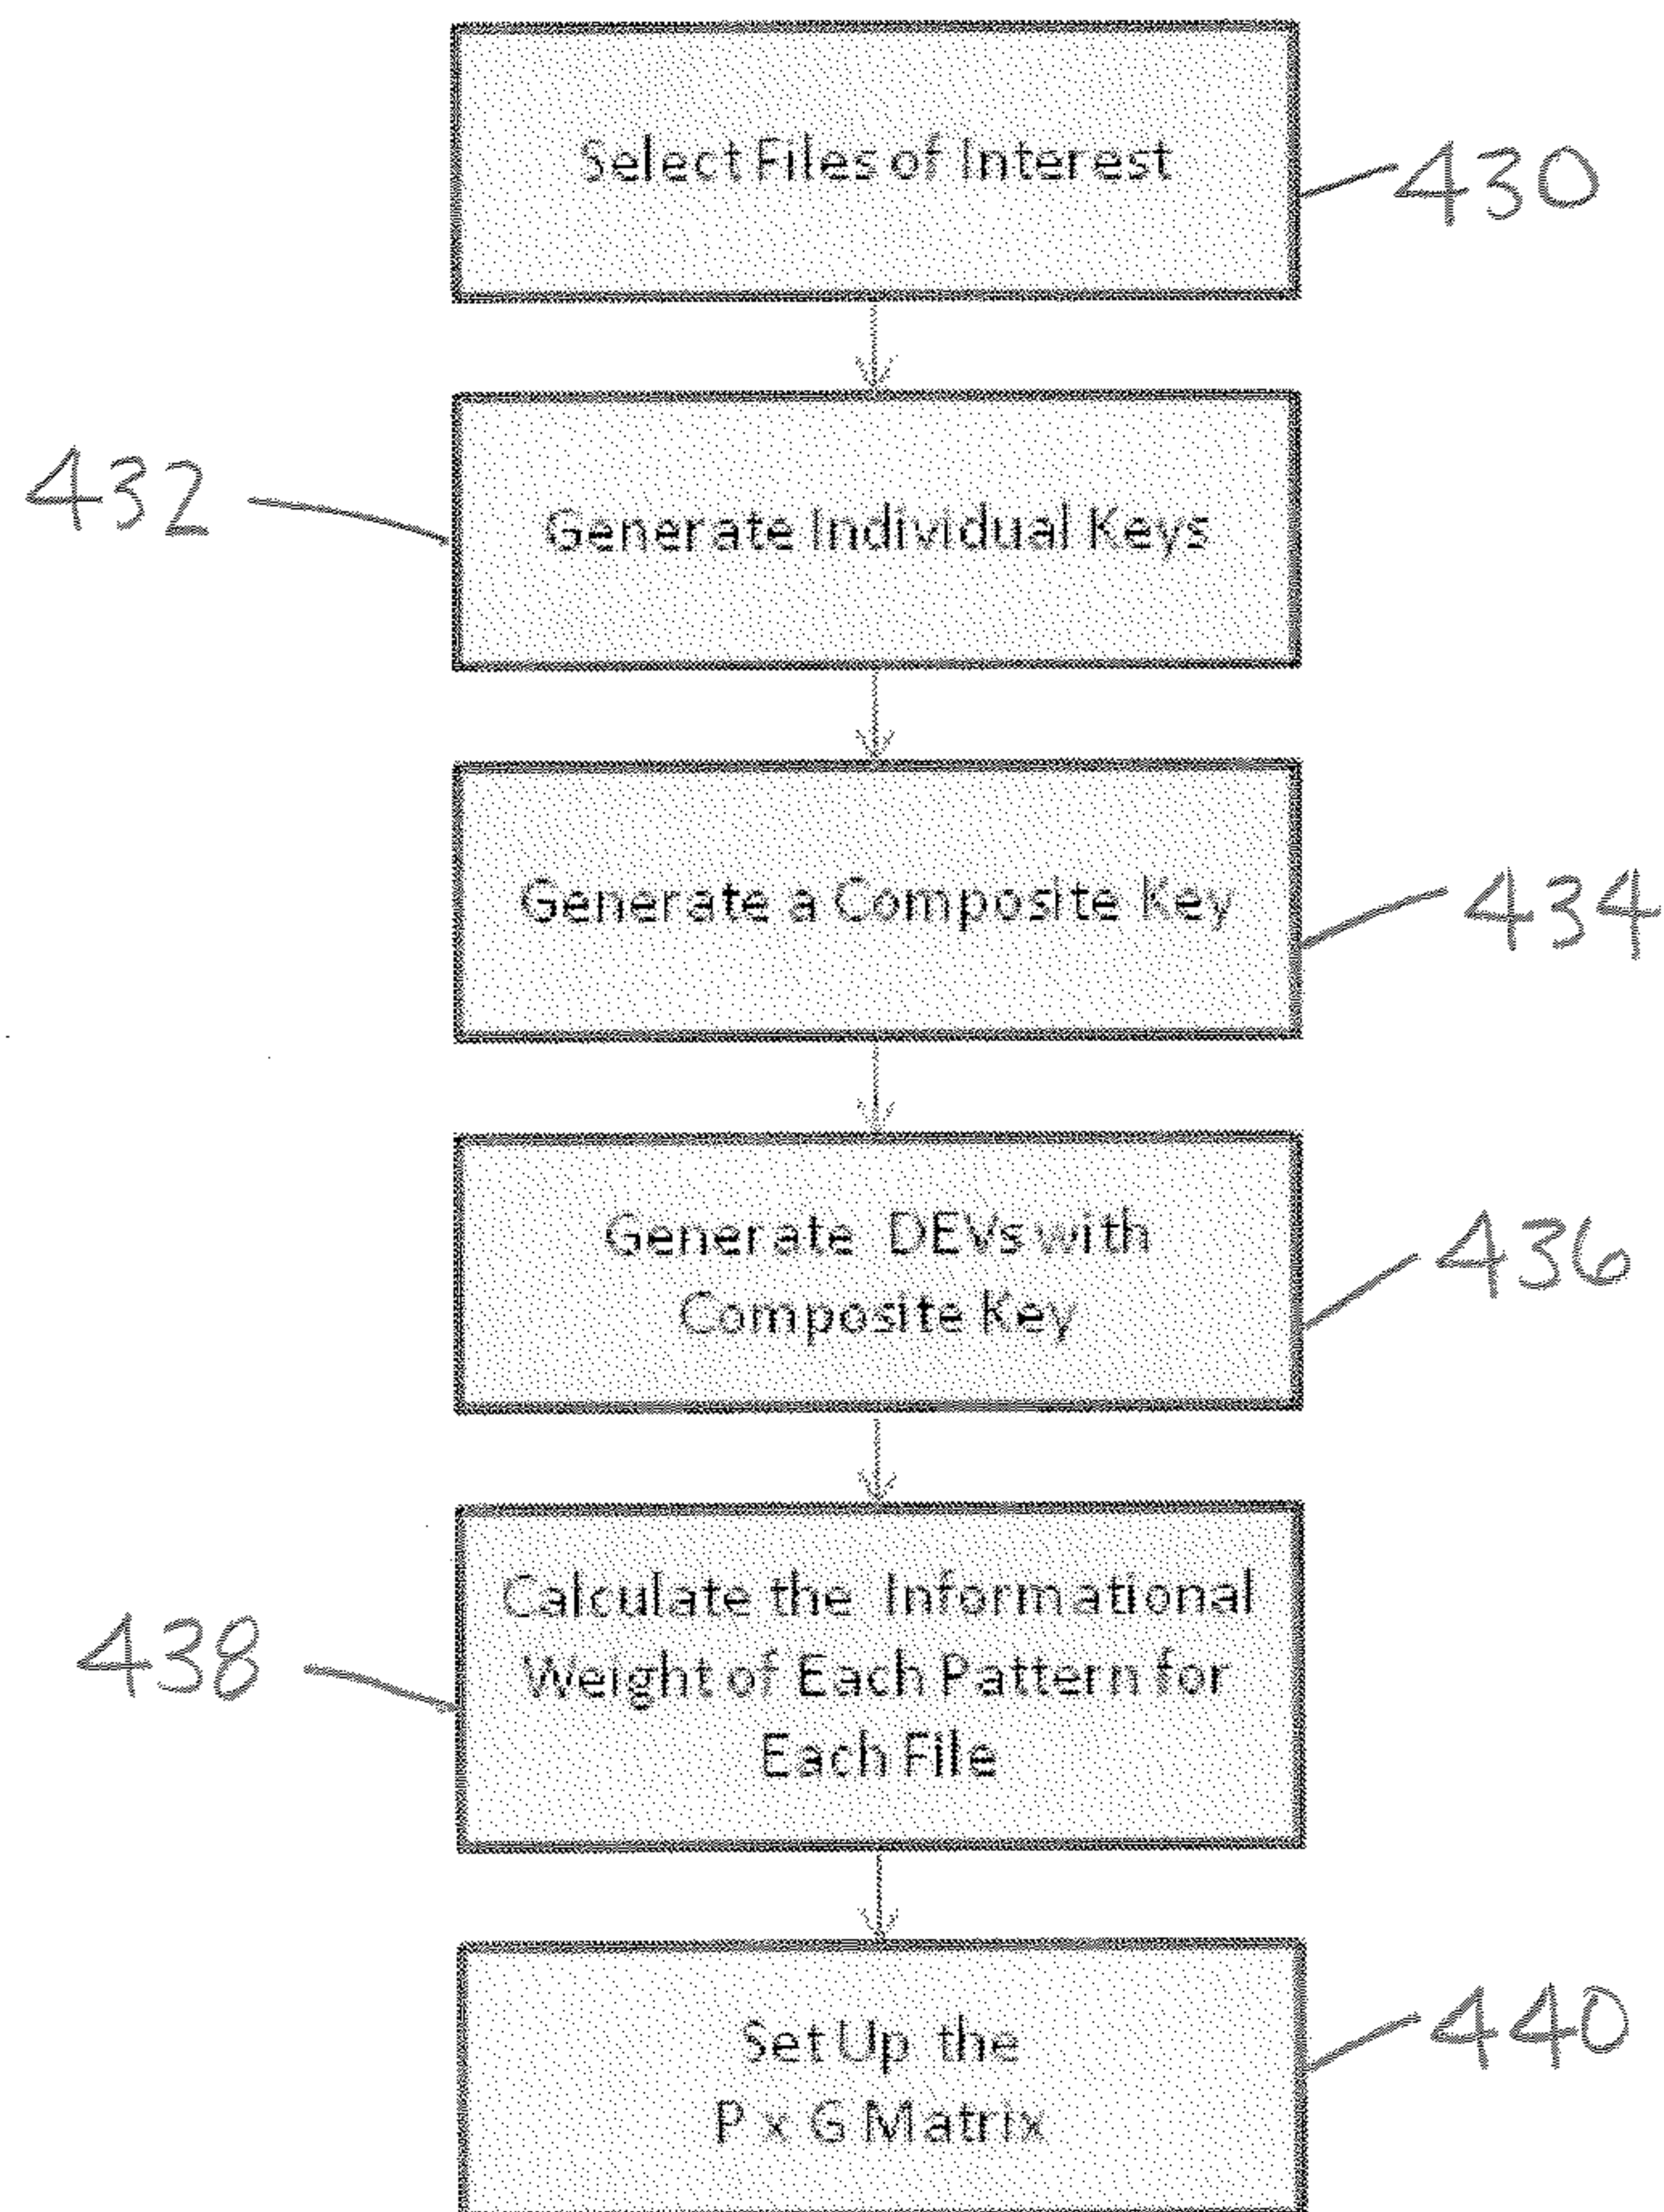 Select Files of Interest
430
432
Generate Individual Keys
Generate a Composite Key
434
Generate DEVs with
Composite Key
436
Calculate the Informational
Weight of Each Pattern for
Each File
438
Set Up the
P x G Matrix
440